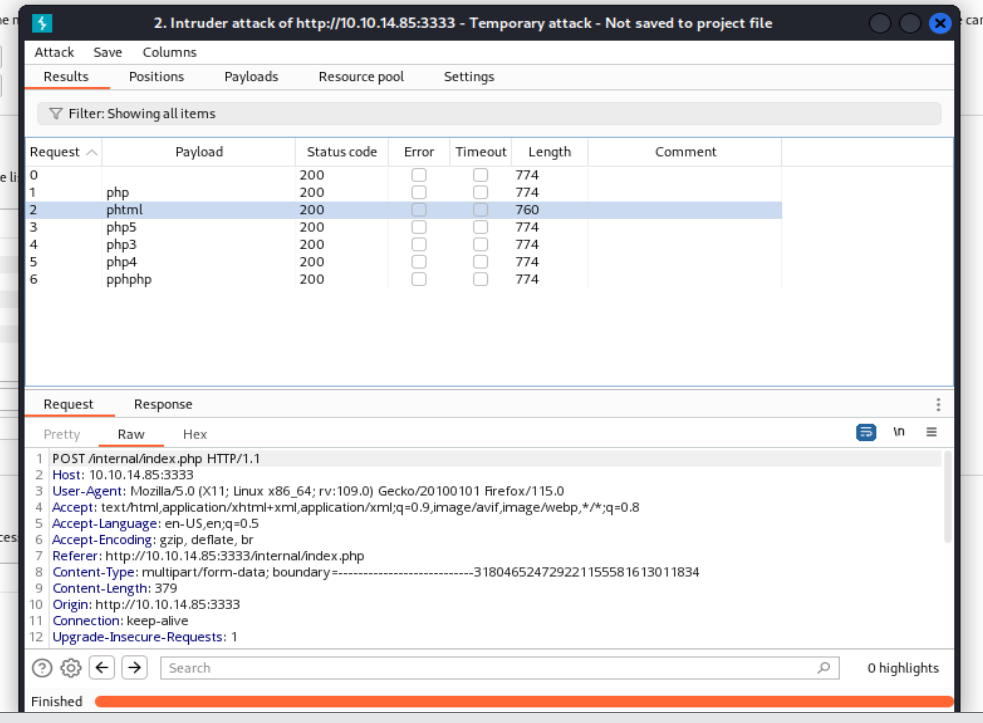 2. Intruder attack of http://10.10.14.85:3333 - Temporary attack - Not saved to project file
Attack Save Columns
Results Positions Payloads Resource pool Settings
Filter: Showing all items
Request Payload Status code Error Timeout Length Comment
0 200 774
1 php 200 774
2 phtml 200 760
3 php5 200 774
4 php3 200 774
5 php4 200 774
6 pphphp 200 774
Request Response
Pretty Raw Hex \n
1 POST /internal/index.php HTTP/1.1
2 Host: 10.10.14.85:3333
3 User-Agent: Mozilla/5.0 (X11; Linux x86_64; rv:109.0) Gecko/20100101 Firefox/115.0
4 Accept: text/html,application/xhtml+xml,application/xml;q=0.9,image/avif,image/webp,*/*;q=0.8
5 Accept-Language: en-US,en;q=0.5
6 Accept-Encoding: gzip, deflate, br
7 Referer: http://10.10.14.85:3333/internal/index.php
8 Content-Type: multipart/form-data; boundary=---------------------------318046524729221155581613011834
9 Content-Length: 379
10 Origin: http://10.10.14.85:3333
11 Connection: keep-alive
12 Upgrade-Insecure-Requests: 1
Search 0 highlights
Finished